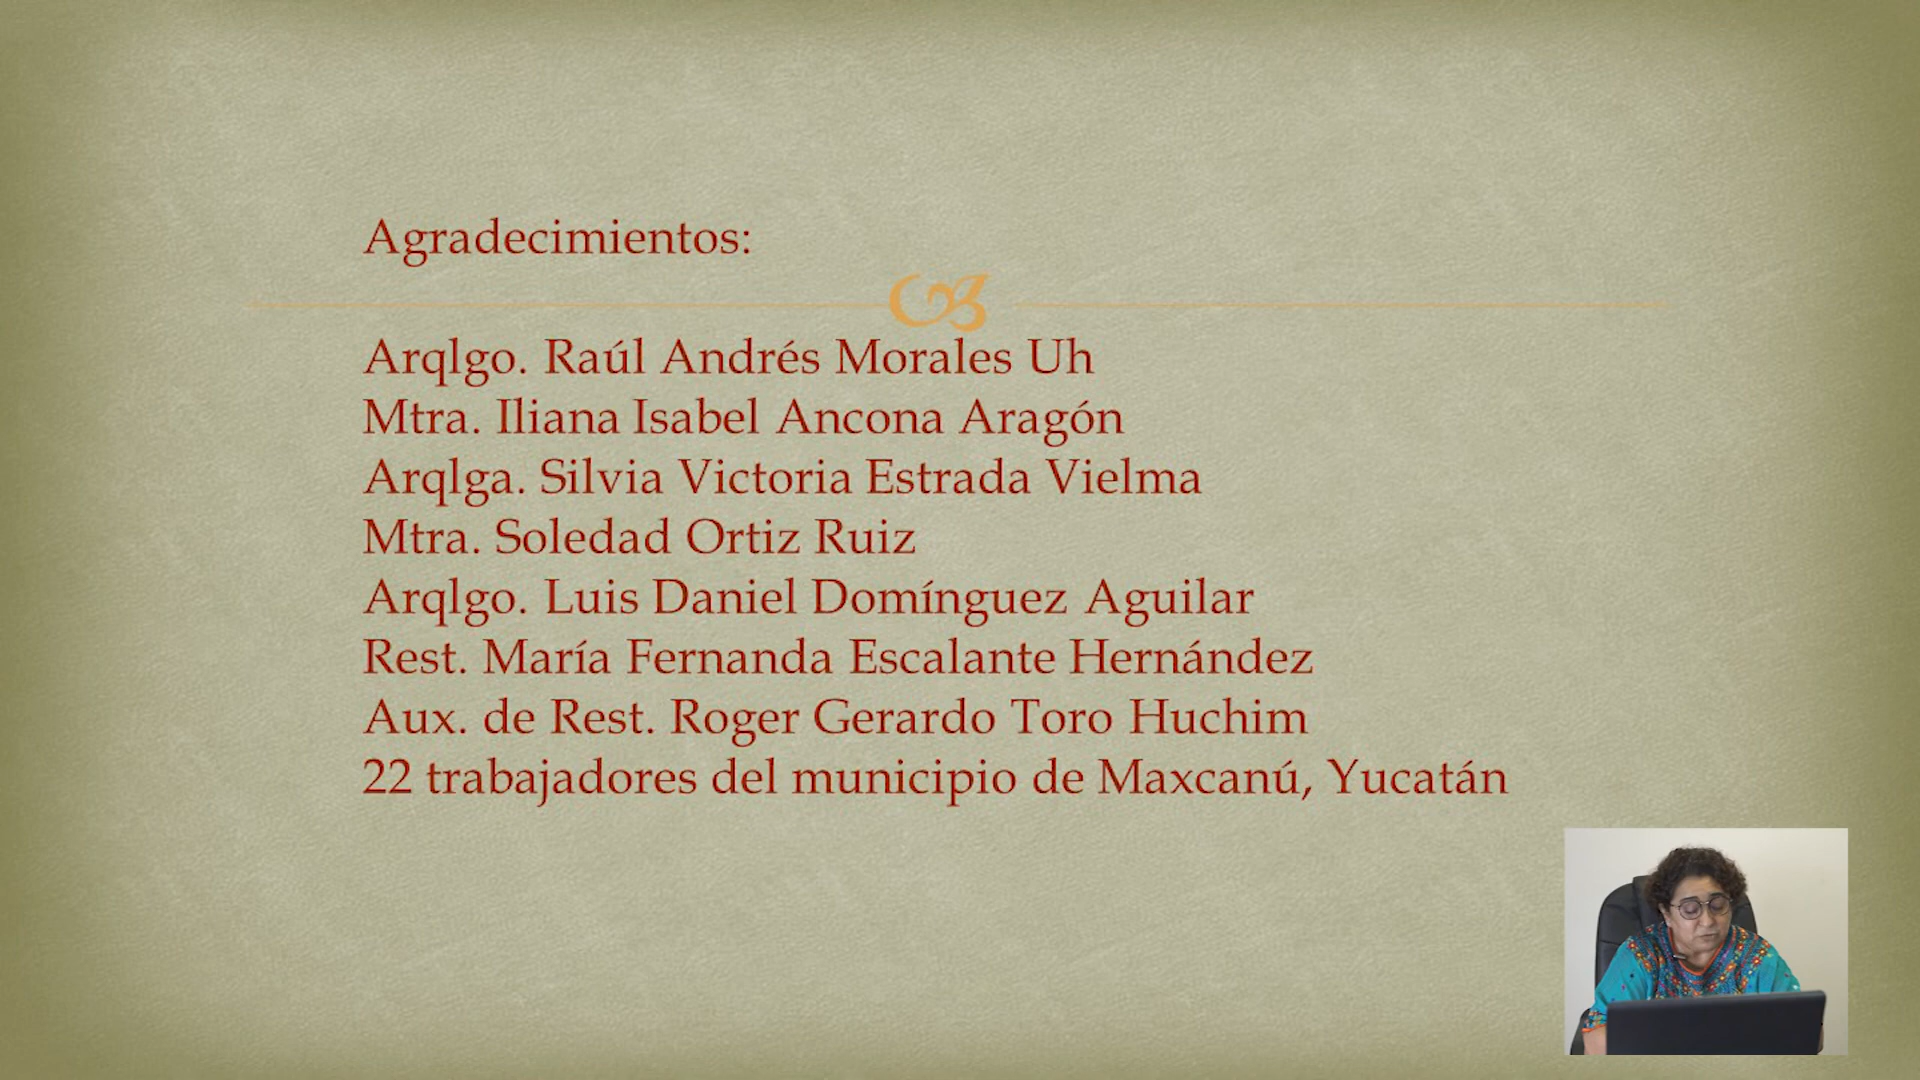 Agradecimientos:
Arqlgo. Raúl Andrés Morales Uh
Mtra. Iliana Isabel Ancona Aragón
Arqlga. Silvia Victoria Estrada Vielma
Mtra. Soledad Ortiz Ruiz
Arqlgo. Luis Daniel Domínguez Aguilar
Rest. María Fernanda Escalante Hernández
Aux. de Rest. Roger Gerardo Toro Huchim
22 trabajadores del municipio de Maxcanú, Yucatán